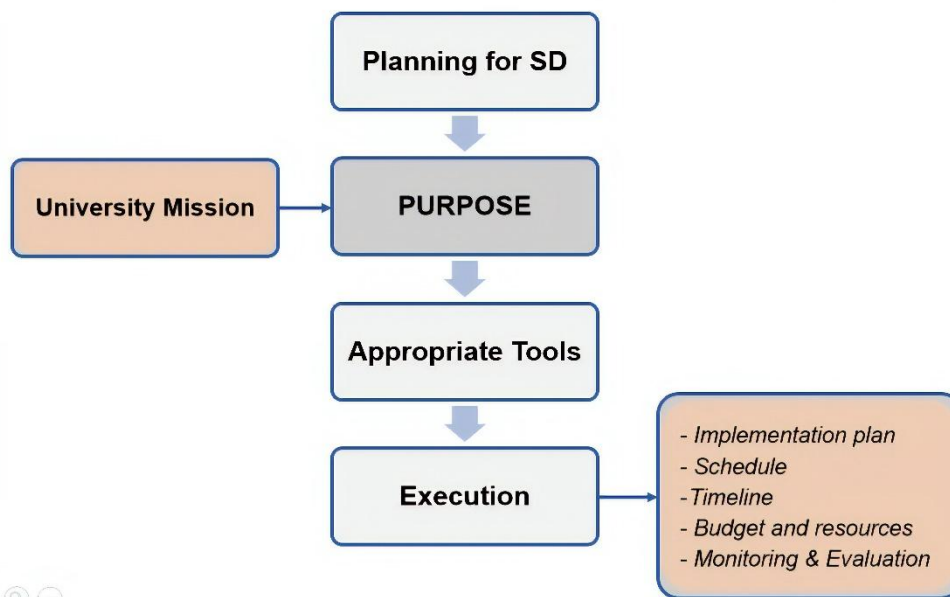 Planning for SD
University Mission
PURPOSE
Appropriate Tools
Execution
- Implementation plan
- Schedule
-Timeline
- Budget and resources
- Monitoring & Evaluation